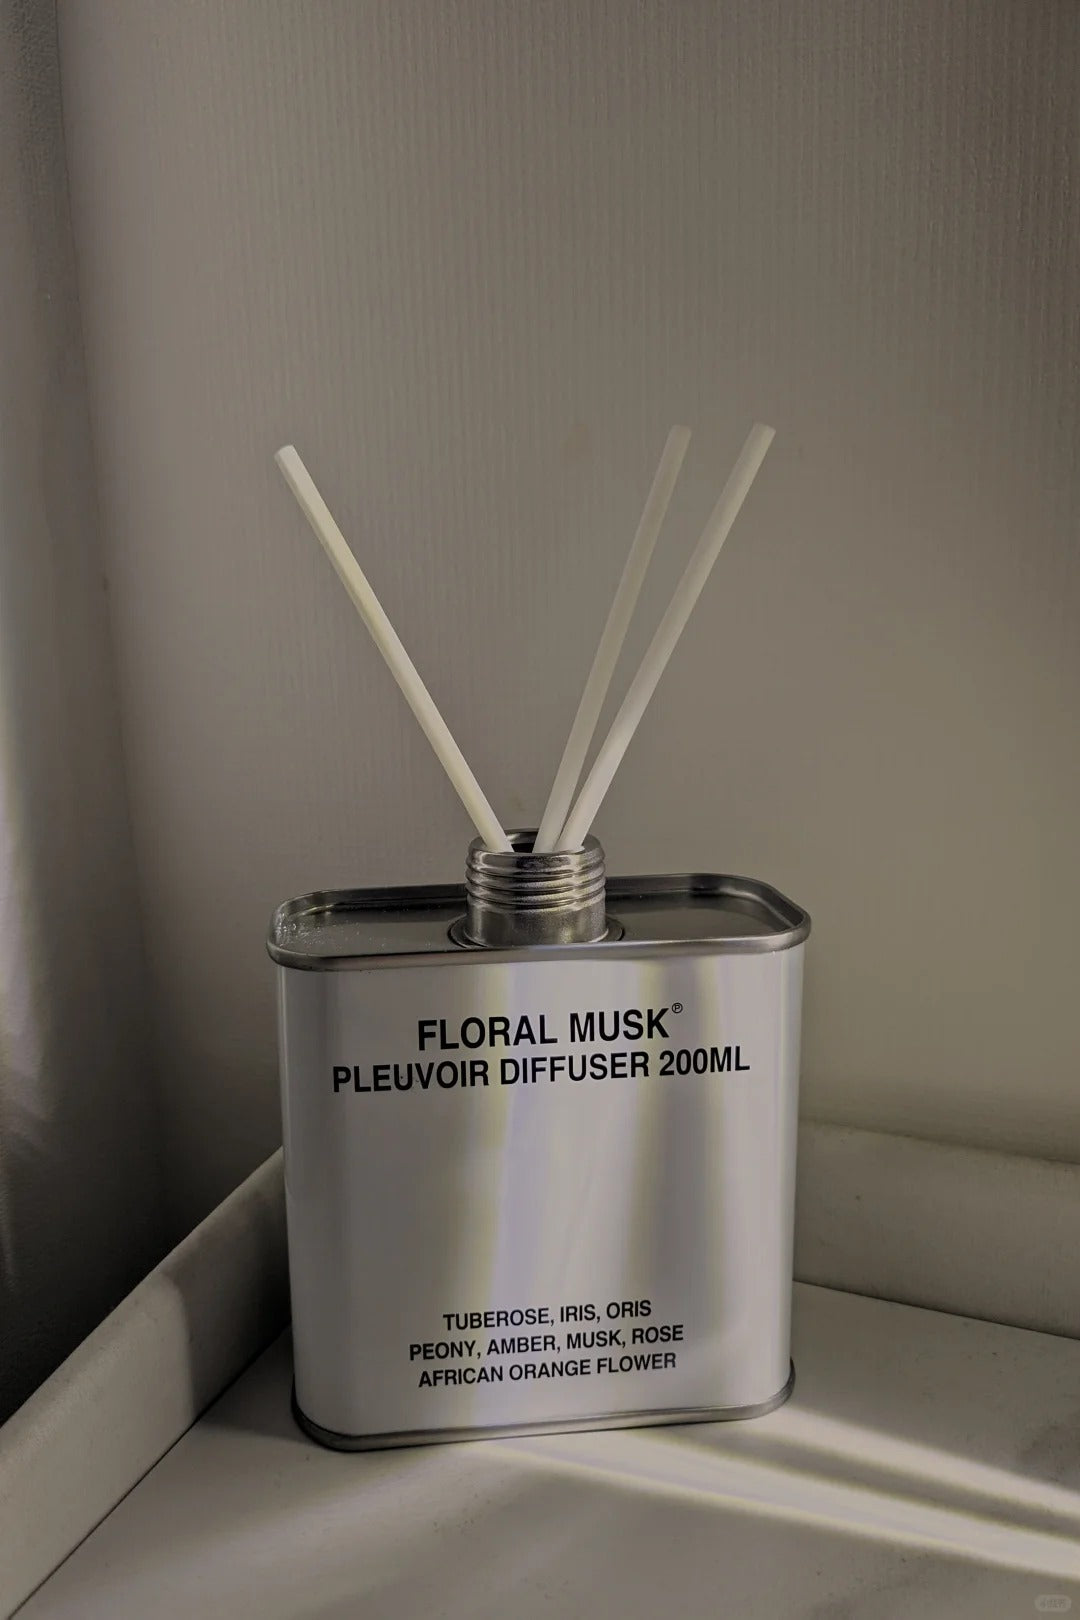 FLORAL MUSK℗
PLEUVOIR DIFFUSER 200ML
TUBEROSE, IRIS, ORIS
PEONY, AMBER, MUSK, ROSE
AFRICAN ORANGE FLOWER